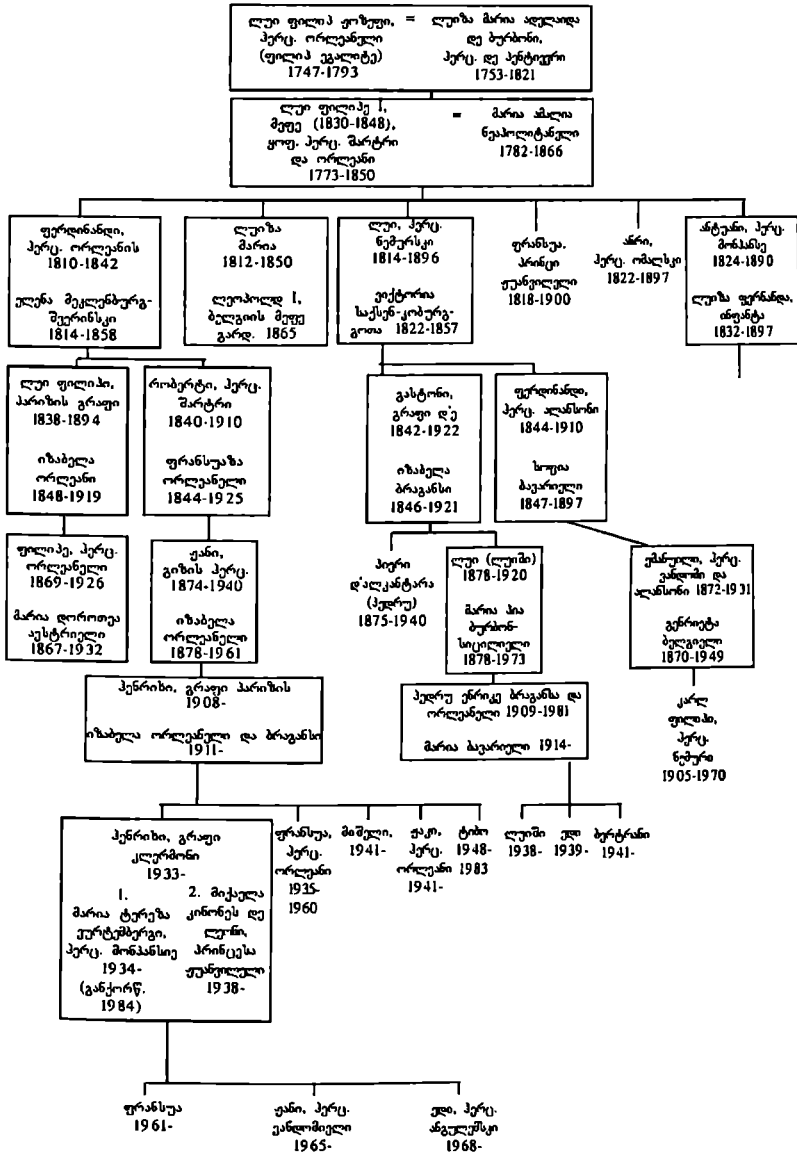 ლუი ფილიპ ჟოზეფი,
ჰერც. ორლეანელი
(ფილიპ ეგალიტე)
1747-1793
=
ლუიზა მარია ადელაიდა
დე ბურბონი,
ჰერც. დე პენტივერი
1753-1821
ლუი ფილიპე I,
მეფე (1830-1848),
ყოფ. ჰერც. შარტრი
და ორლეანი
1773-1850
=
მარია ამალია
ნეაპოლიტანელი
1782-1866
ფერდინანდი,
ჰერც. ორლეანის
1810-1842
ელენა მეკლენბურგ-
შვერინსკი
1814-1858
ლუიზა
მარია
1812-1850
ლეოპოლდ I,
ბელგიის მეფე
გარდ. 1865
ლუი, ჰერც.
ნემურსკი
1814-1896
ვიქტორია
საქსენ-კობურგ-
გოთა 1822-1857
ფრანსუა,
პრინცი
ჟუანვილელი
1818-1900
ანრი,
ჰერც. ომალსკი
1822-1897
ანტუანი, ჰერც.
მონპანსე
1824-1890
ლუიზა ფერნანდა,
ინფანტა
1832-1897
ლუი ფილიპი,
პარიზის გრაფი
1838-1894
იზაბელა
ორლეანი
1848-1919
რობერტი, ჰერც.
შარტრი
1840-1910
ფრანსუაზა
ორლეანელი
1844-1925
გასტონი,
გრაფი დ'ე
1842-1922
იზაბელა
ბრაგანსი
1846-1921
ფერდინანდი,
ჰერც. ალანსონი
1844-1910
სოფია
ბავარიელი
1847-1897
ფილიპე, ჰერც.
ორლეანელი
1869-1926
მარია დოროთეა
ავსტრიელი
1867-1932
ჟანი,
გიზის ჰერც.
1874-1940
იზაბელა
ორლეანელი
1878-1961
პიერი
დ'ალკანტარა
(პედრუ)
1875-1940
ლუი (ლუიში)
1878-1920
მარია პია
ბურბონ-
სიცილიელი
1878-1973
ემანუილი, ჰერც.
ვანდომი და
ალანსონი 1872-1931
გენრიეტა
ბელგიელი
1870-1949
ჰენრიხი, გრაფი პარიზის
1908-
იზაბელა ორლეანელი და ბრაგანსი
1911-
პედრუ ენრიკე ბრაგანსა და
ორლეანელი 1909-1981
მარია ბავარიელი 1914-
კარლ
ფილიპი,
ჰერც.
ნემური
1905-1970
ჰენრიხი, გრაფი
კლერმონი
1933-
1.
მარია ტერეზა
ვურტემბერგი,
ჰერც. მონპანსიე
1934-
(განქორწ.
1984)
2. მიქაელა
კინონეს დე
ლეონი,
პრინცესა
ჟუანვილელი
1938-
ფრანსუა,
ჰერც.
ორლეანი
1935-
1960
მიშელი,
1941-
ჟაკი,
ჰერც.
ორლეანი
1941-
ტიბო
1948-
1983
ლუიში
1938-
ედი
1939-
ბერტრანი
1941-
ფრანსუა
1961-
ჟანი, ჰერც.
ვანდომიელი
1965-
ედი, ჰერც.
ანგულემსკი
1968-